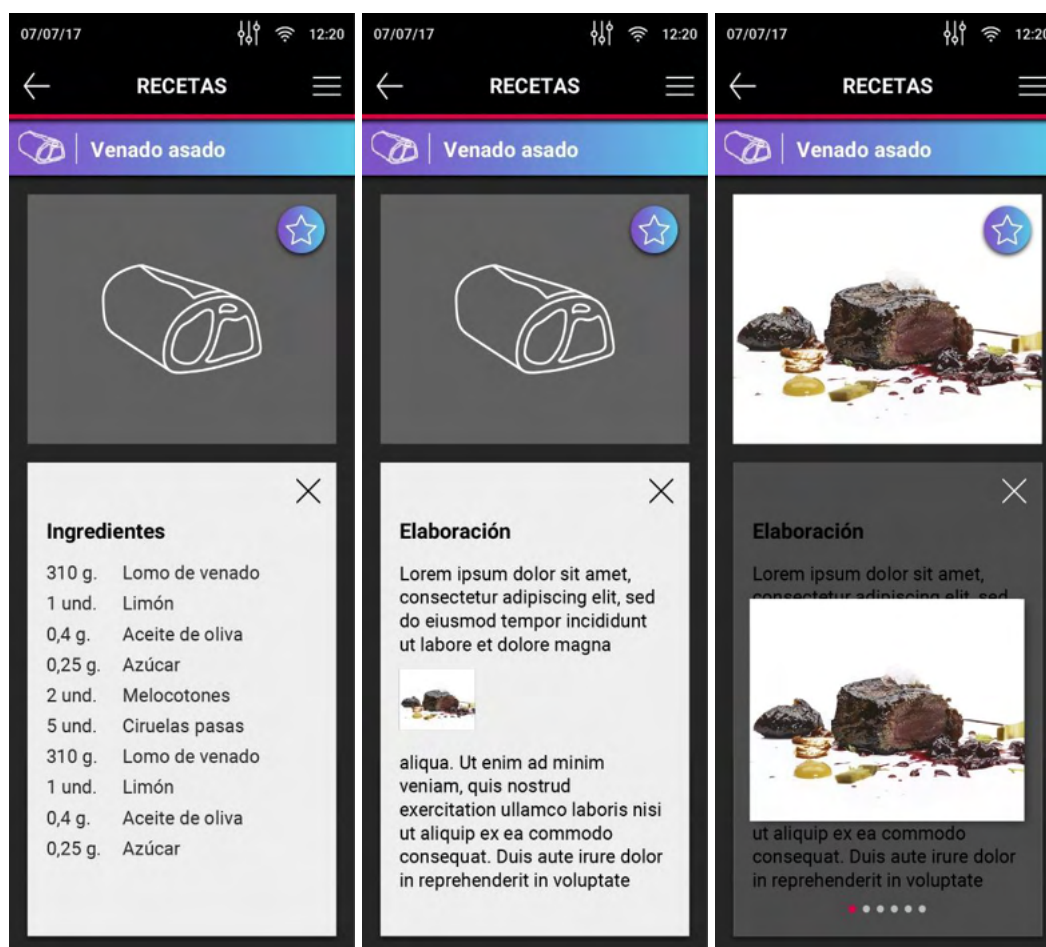 07/07/17 12:20
RECETAS
Venado asado
Ingredientes
310 g. Lomo de venado
1 und. Limón
0,4 g. Aceite de oliva
0,25 g. Azúcar
2 und. Melocotones
5 und. Ciruelas pasas
310 g. Lomo de venado
1 und. Limón
0,4 g. Aceite de oliva
0,25 g. Azúcar
07/07/17 12:20
RECETAS
Venado asado
Elaboración
Lorem ipsum dolor sit amet,
consectetur adipiscing elit, sed
do eiusmod tempor incididunt
ut labore et dolore magna
aliqua. Ut enim ad minim
veniam, quis nostrud
exercitation ullamco laboris nisi
ut aliquip ex ea commodo
consequat. Duis aute irure dolor
in reprehenderit in voluptate
07/07/17 12:20
RECETAS
Venado asado
Elaboración
Lorem ipsum dolor sit amet,
consectetur adipiscing elit, sed
ut aliquip ex ea commodo
consequat. Duis aute irure dolor
in reprehenderit in voluptate